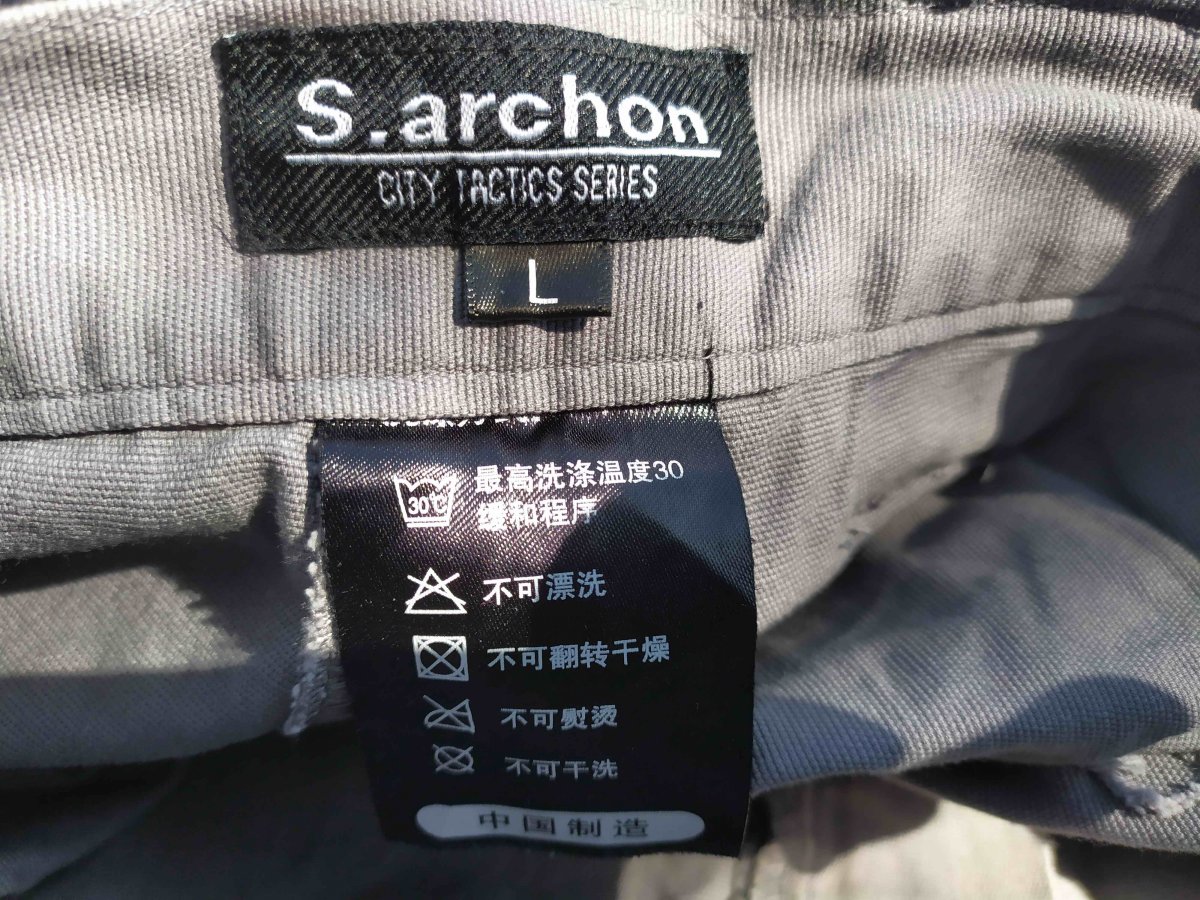 S.archon
CITY TACTICS SERIES
L
30℃
最高洗涤温度30
缓和程序
不可漂洗
不可翻转干燥
不可熨烫
不可干洗
中国制造